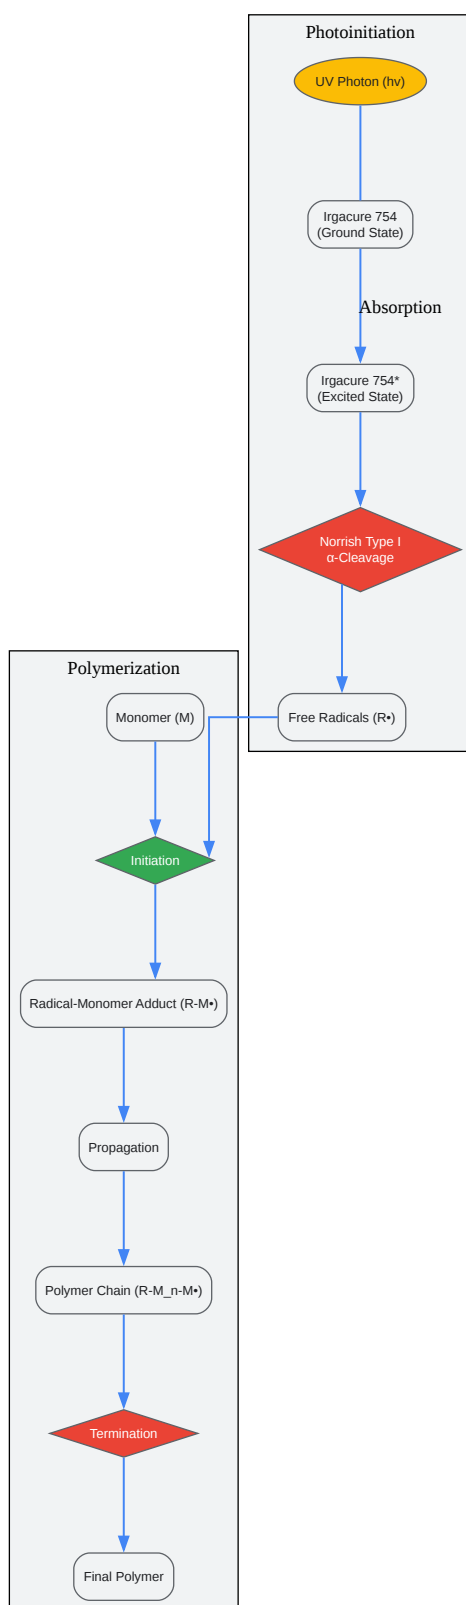 Photoinitiation
UV Photon (hv)
Irgacure 754
(Ground State)
Absorption
Irgacure 754*
(Excited State)
Norrish Type I
α-Cleavage
Free Radicals (R•)
Polymerization
Monomer (M)
Initiation
Radical-Monomer Adduct (R-M•)
Propagation
Polymer Chain (R-M_n-M•)
Termination
Final Polymer